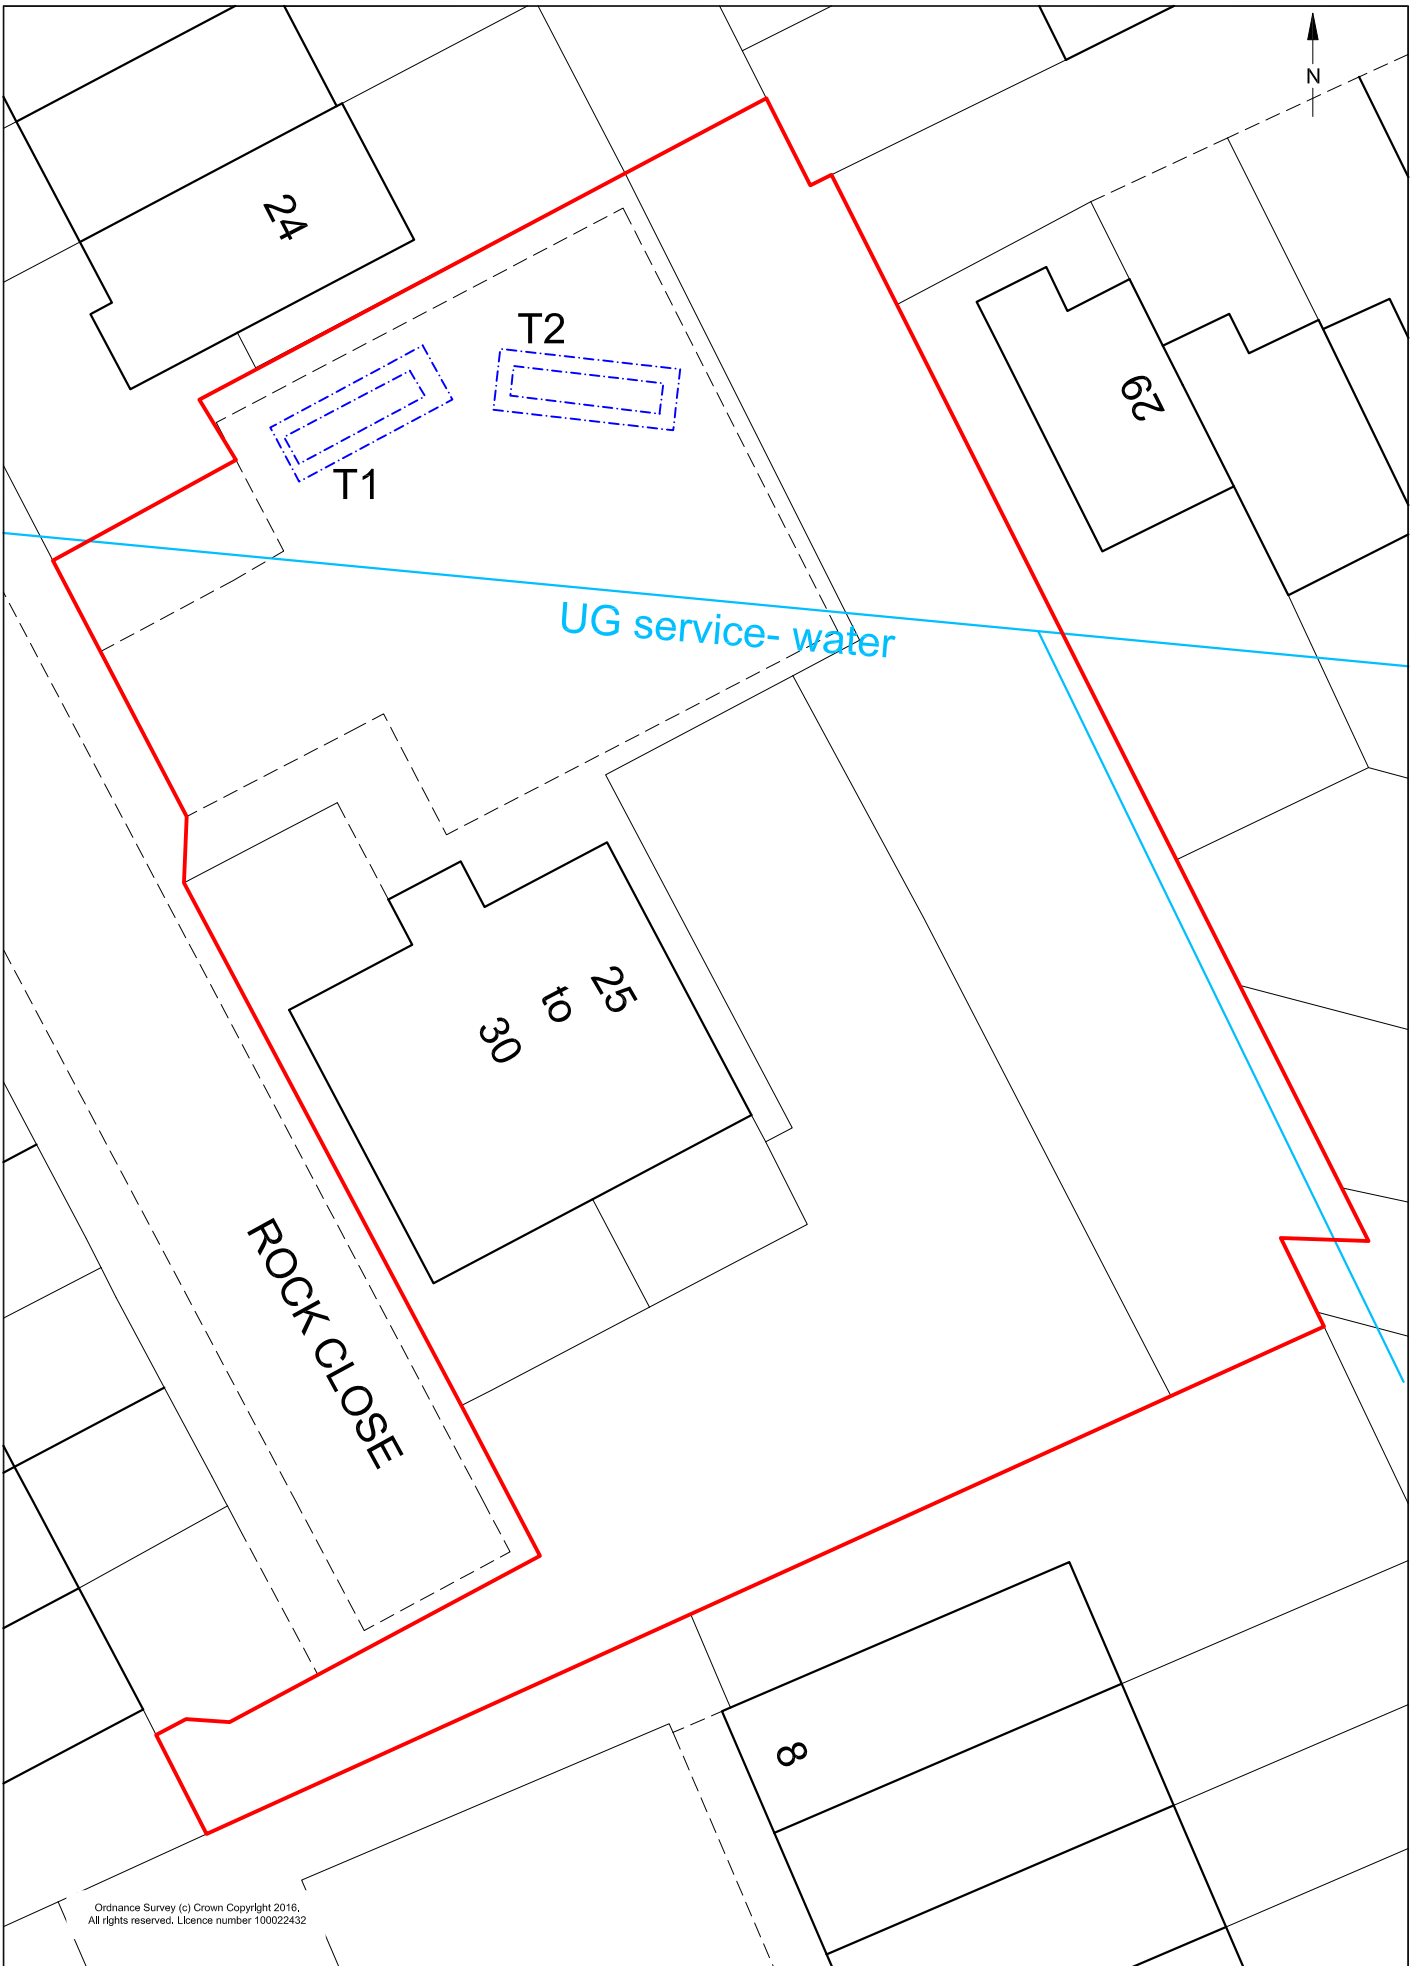 N
24
T2
29
T1
UG service- water
25
to
30
ROCK CLOSE
8
Ordnance Survey (c) Crown Copyright 2016.
All rights reserved. Licence number 100022432